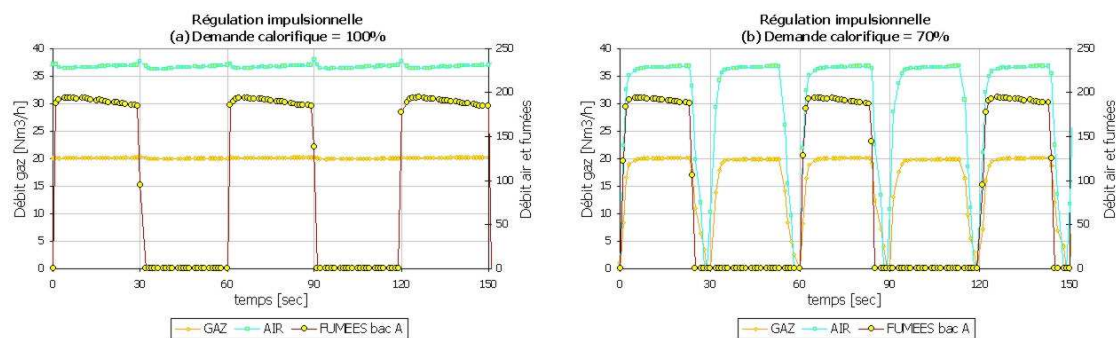 Régulation impulsionnelle
(a) Demande calorifique = 100%
Débit gaz [Nm3/h]
40
35
30
25
20
15
10
5
0
250
200
150
100
50
0
Débit air et fumées
0 30 60 90 120 150
temps [sec]
GAZ AIR FUMEES bac A
Régulation impulsionnelle
(b) Demande calorifique = 70%
Débit gaz [Nm3/h]
40
35
30
25
20
15
10
5
0
250
200
150
100
50
0
Débit air et fumées
0 30 60 90 120 150
temps [sec]
GAZ AIR FUMEES bac A